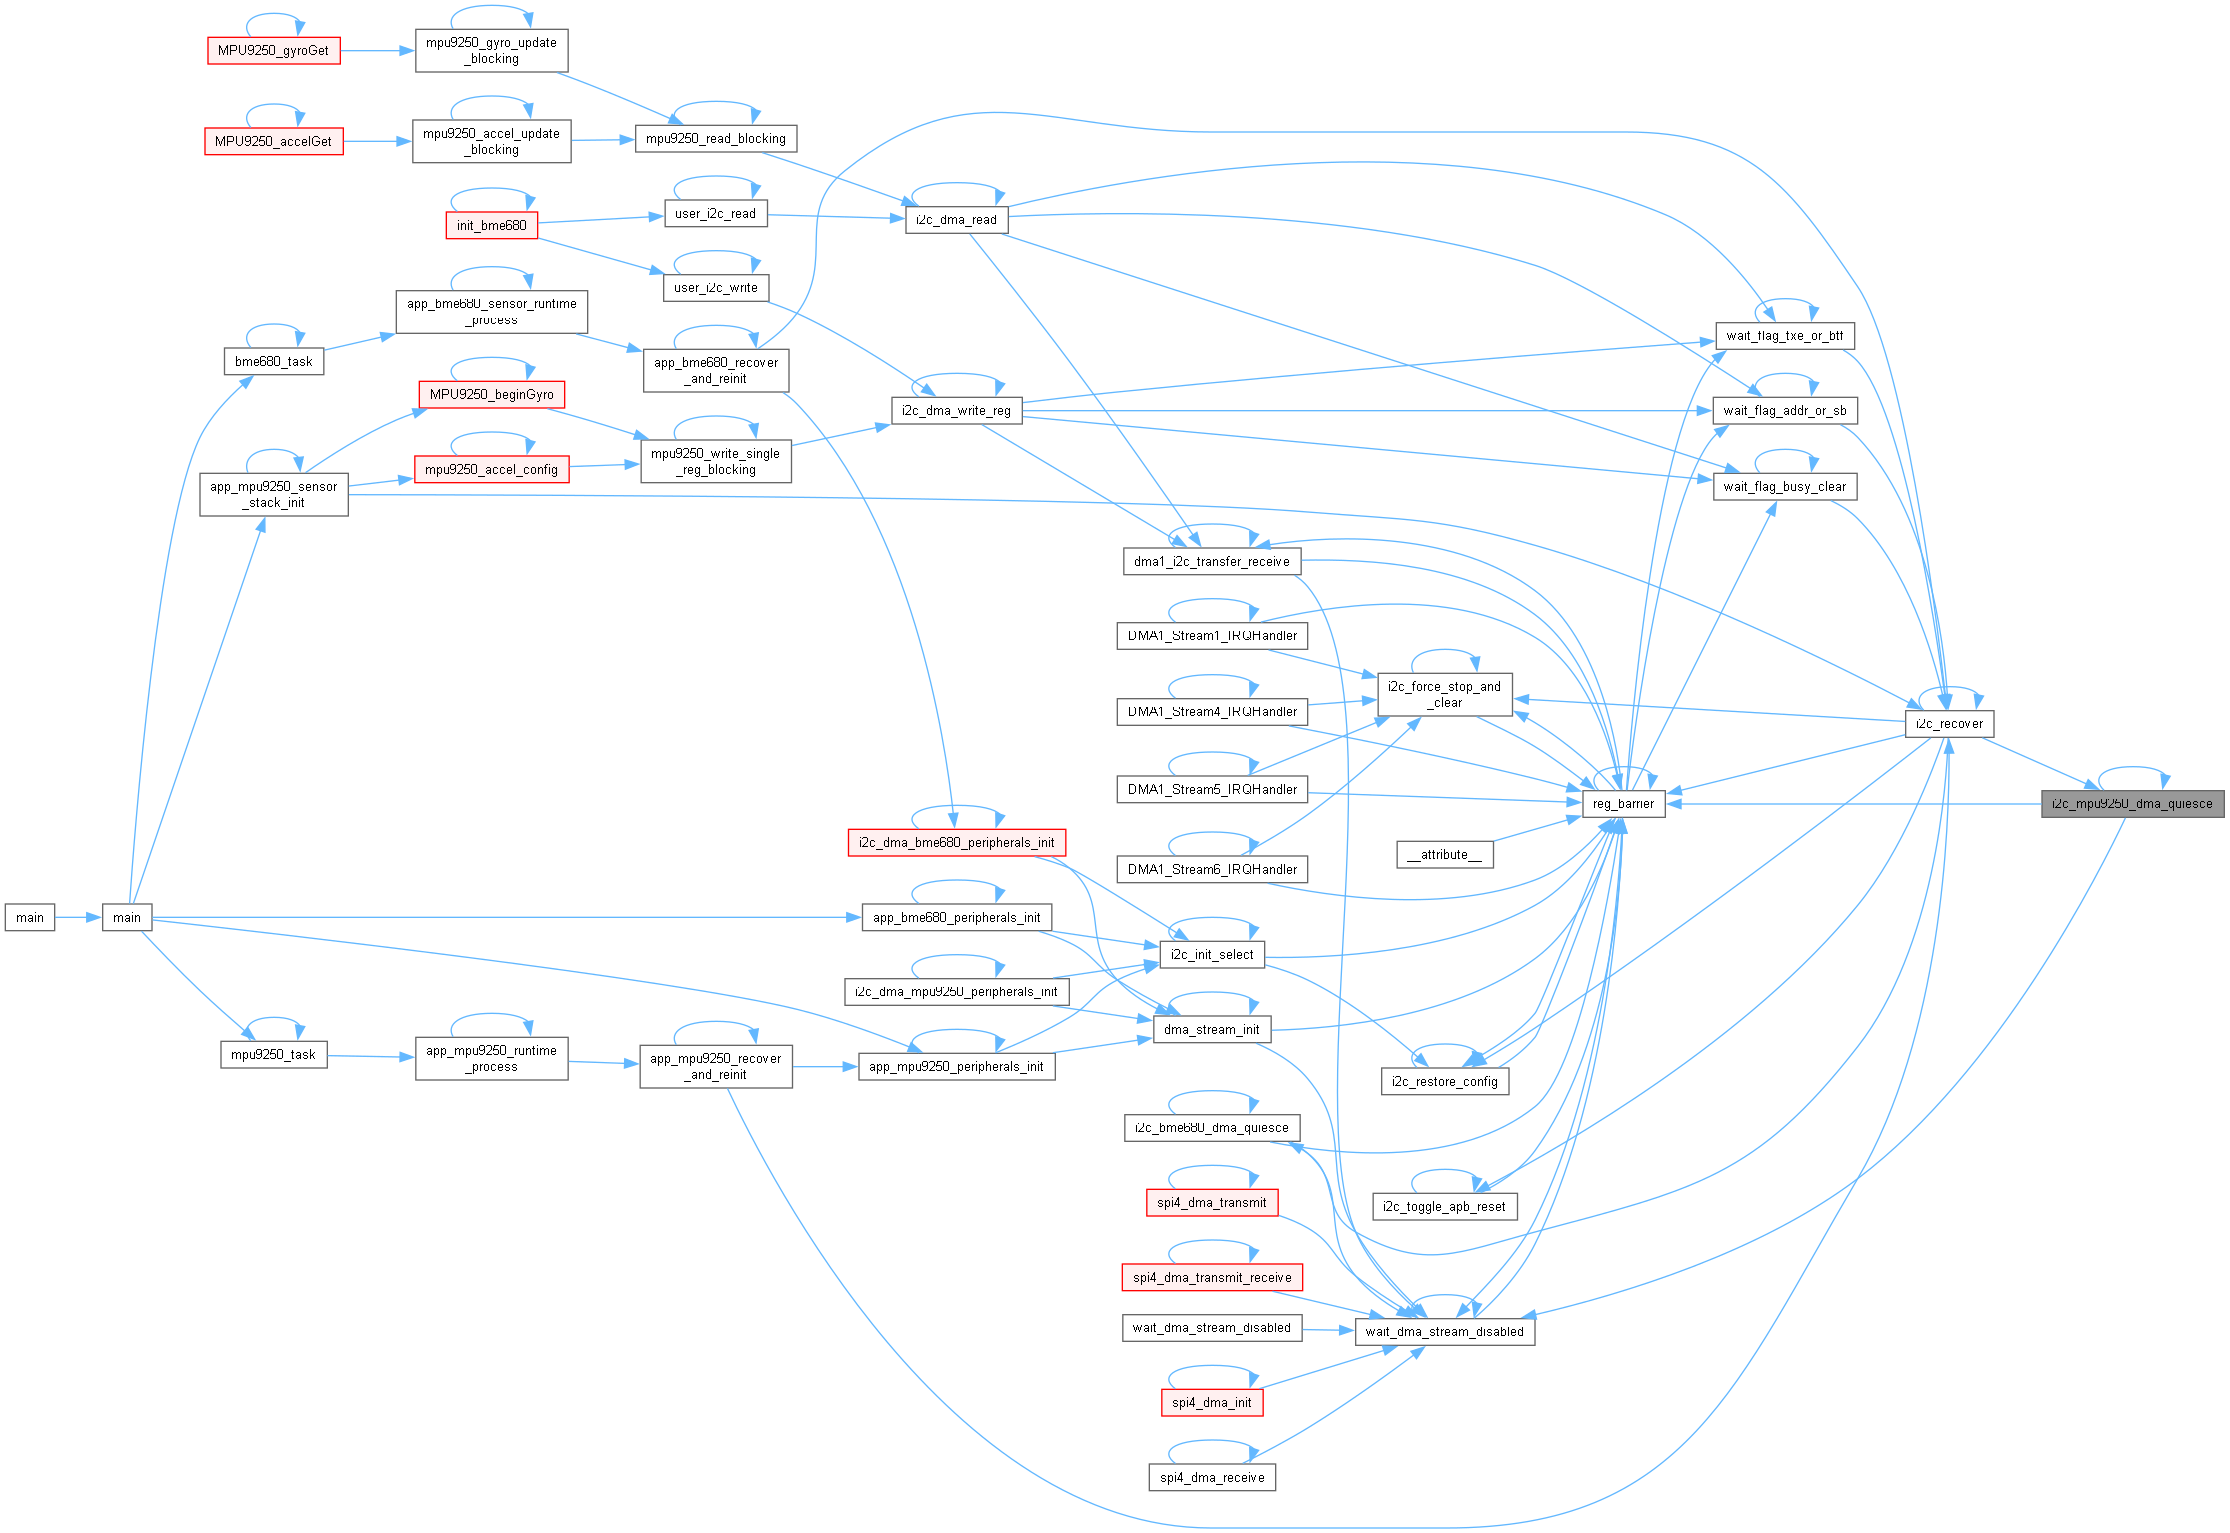 MPU9250_gyroGet
mpu9250_gyro_update
_blocking
MPU9250_accelGet
mpu9250_accel_update
_blocking
mpu9250_read_blocking
init_bme680
user_i2c_read
i2c_dma_read
user_i2c_write
app_bme680_sensor_runtime
_process
bme680_task
app_bme680_recover
_and_reinit
wait_flag_txe_or_btf
MPU9250_beginGyro
i2c_dma_write_reg
wait_flag_addr_or_sb
mpu9250_accel_config
mpu9250_write_single
_reg_blocking
app_mpu9250_sensor
_stack_init
wait_flag_busy_clear
dma1_i2c_transfer_receive
DMA1_Stream1_IRQHandler
i2c_force_stop_and
_clear
DMA1_Stream4_IRQHandler
i2c_recover
DMA1_Stream5_IRQHandler
reg_barrier
i2c_mpu9250_dma_quiesce
i2c_dma_bme680_peripherals_init
__attribute__
DMA1_Stream6_IRQHandler
main
main
app_bme680_peripherals_init
i2c_init_select
i2c_dma_mpu9250_peripherals_init
dma_stream_init
mpu9250_task
app_mpu9250_runtime
_process
app_mpu9250_recover
_and_reinit
app_mpu9250_peripherals_init
i2c_restore_config
i2c_bme680_dma_quiesce
spi4_dma_transmit
i2c_toggle_apb_reset
spi4_dma_transmit_receive
wait_dma_stream_disabled
wait_dma_stream_disabled
spi4_dma_init
spi4_dma_receive